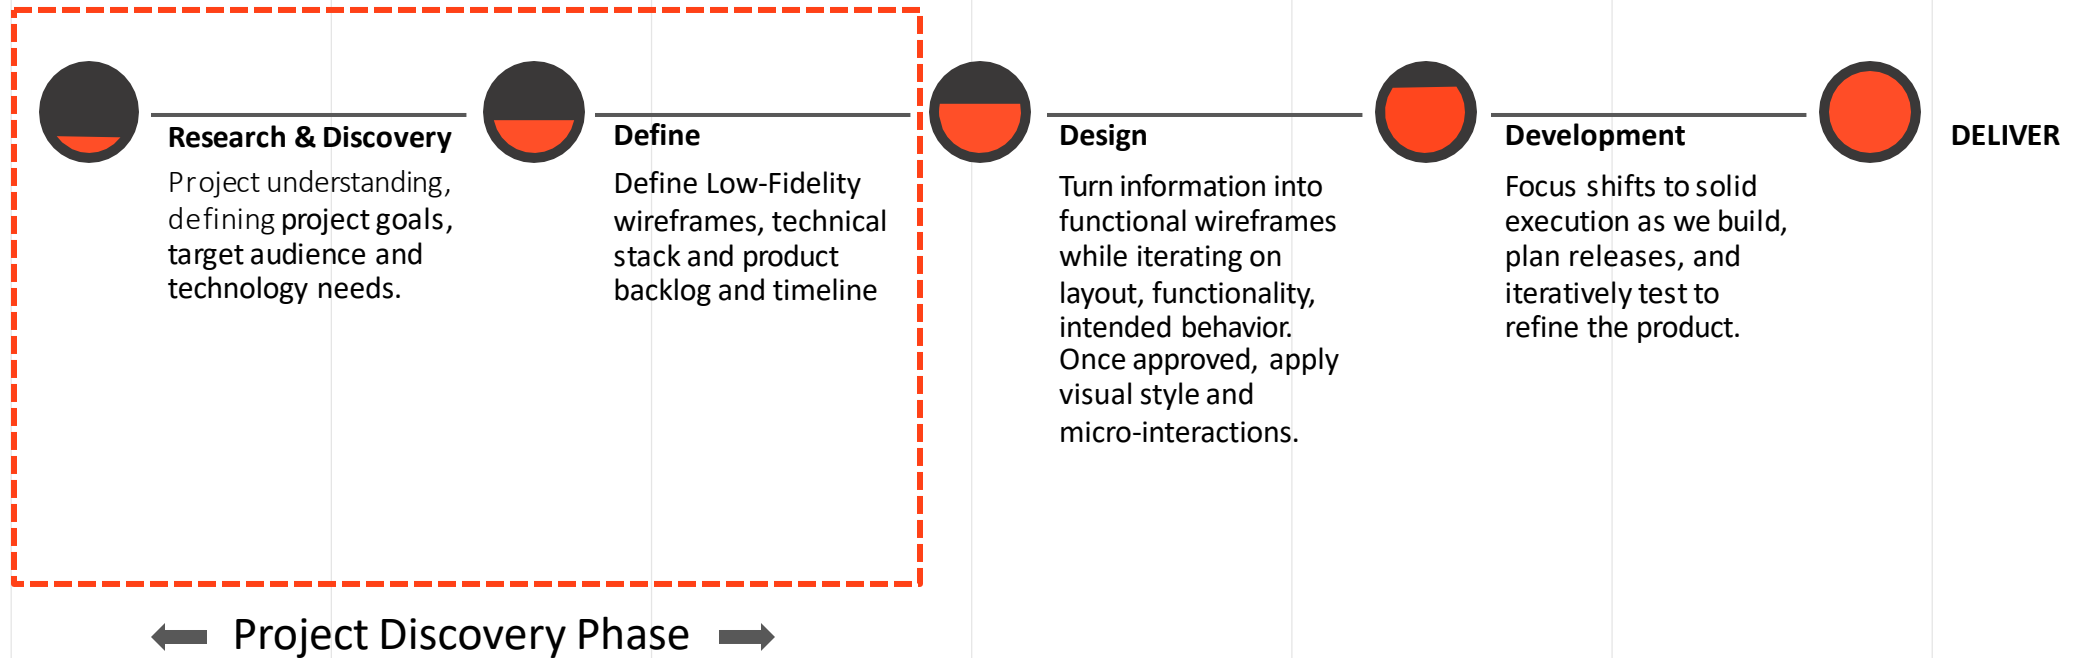 Research & Discovery
Project understanding,
defining project goals,
target audience and
technology needs.
Define
Define Low-Fidelity
wireframes, technical
stack and product
backlog and timeline
Design
Turn information into
functional wireframes
while iterating on
layout, functionality,
intended behavior.
Once approved, apply
visual style and
micro-interactions.
Development
Focus shifts to solid
execution as we build,
plan releases, and
iteratively test to
refine the product.
DELIVER
Project Discovery Phase